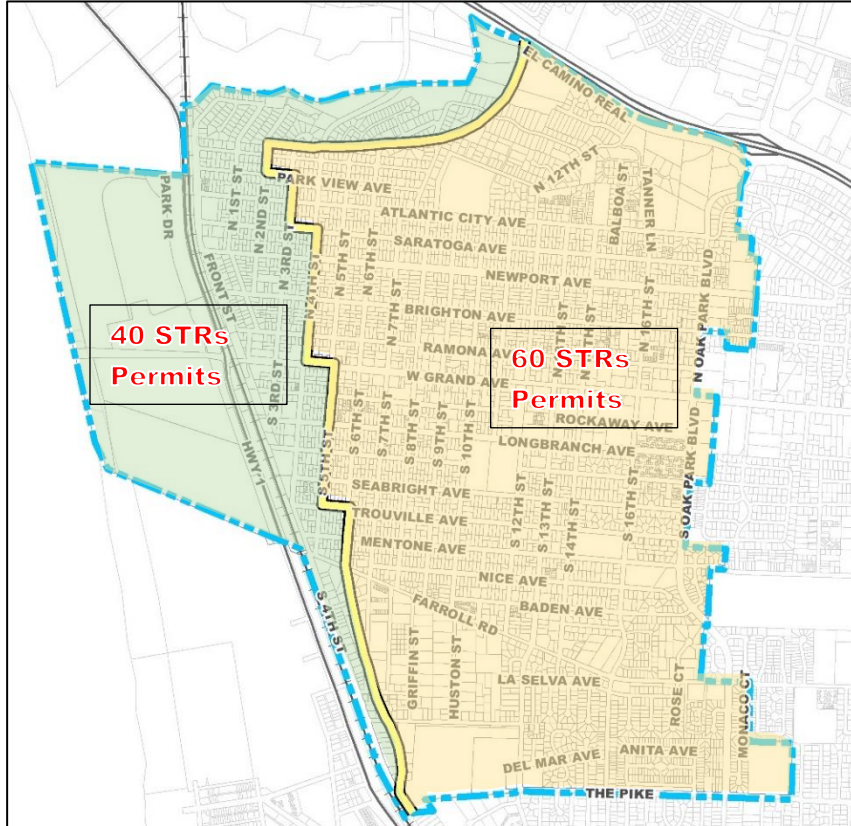 EL CAMINO REAL
N 12TH ST
BALBOA ST
TANNER LN
PARK VIEW AVE
PARK DR
N 1ST ST
N 2ND ST
N 3RD ST
ATLANTIC CITY AVE
SARATOGA AVE
N 4TH ST
N 5TH ST
N 6TH ST
NEWPORT AVE
FRONT ST
N 7TH ST
BRIGHTON AVE
N 16TH ST
N OAK PARK BLVD
40 STRs
Permits
RAMONA AV
60 STRs
Permits
W GRAND AVE
S 3RD ST
ROCKAWAY AVE
LONGBRANCH AVE
HWY 1
S 5TH ST
S 6TH ST
S 7TH ST
S 8TH ST
S 9TH ST
S 10TH ST
SEABRIGHT AVE
TROUVILLE AVE
MENTONE AVE
S 12TH ST
S 13TH ST
S 14TH ST
S 16TH ST
S OAK PARK BLVD
NICE AVE
BADEN AVE
S 4TH ST
FARROLL RD
GRIFFIN ST
HUSTON ST
LA SELVA AVE
ROSE CT
MONACO CT
ANITA AVE
DEL MAR AVE
THE PIKE